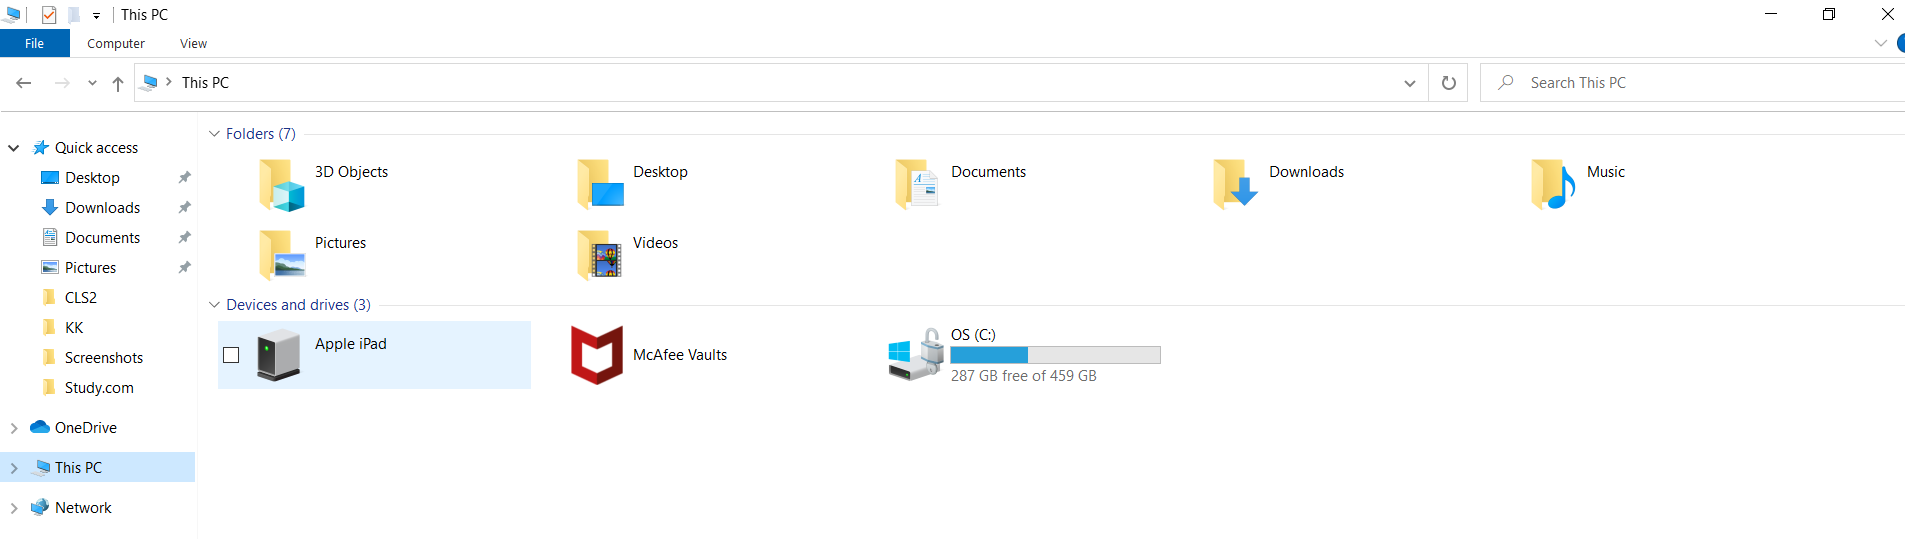 This PC
File Computer View
This PC
Search This PC
Quick access
Desktop
Downloads
Documents
Pictures
CLS2
KK
Screenshots
Study.com
OneDrive
This PC
Network
Folders (7)
3D Objects
Desktop
Documents
Downloads
Music
Pictures
Videos
Devices and drives (3)
Apple iPad
McAfee Vaults
OS (C:)
287 GB free of 459 GB